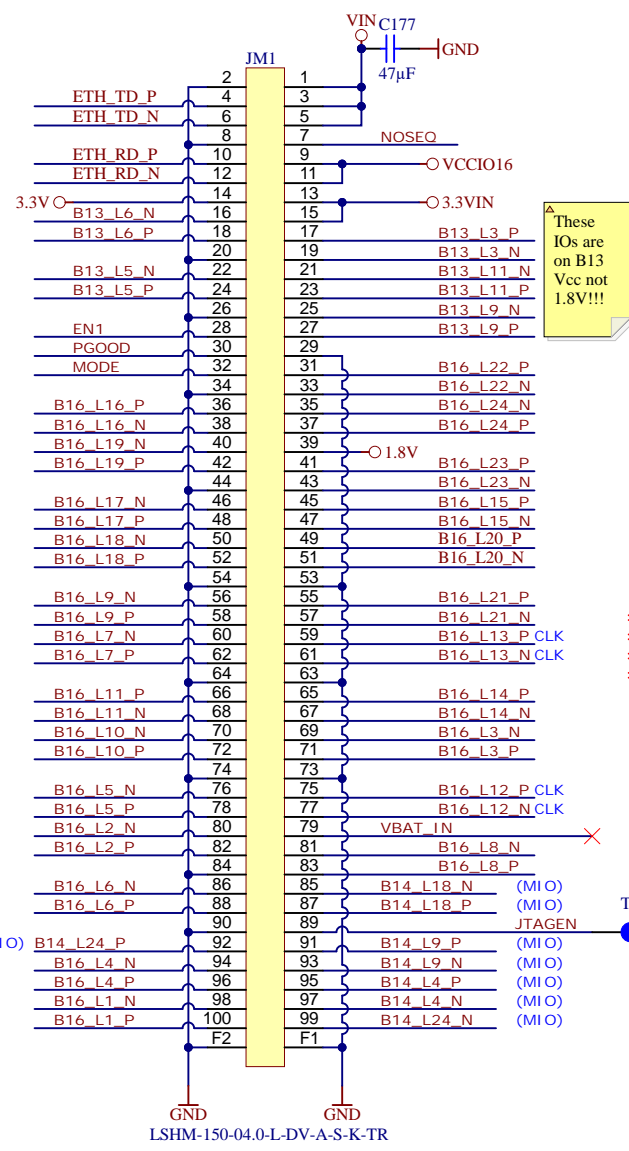 VIN
C177
GND
47µF
JM1
2 1
ETH_TD_P 4 3
ETH_TD_N 6 5
8 7 NOSEQ
ETH_RD_P 10 9 VCCIO16
ETH_RD_N 12 11
3.3V 14 13 3.3VIN
B13_L6_N 16 15
B13_L6_P 18 17 B13_L3_P
20 19 B13_L3_N
B13_L5_N 22 21 B13_L11_N
B13_L5_P 24 23 B13_L11_P
26 25 B13_L9_N
EN1 28 27 B13_L9_P
PGOOD 30 29
MODE 32 31 B16_L22_P
34 33 B16_L22_N
B16_L16_P 36 35 B16_L24_N
B16_L16_N 38 37 B16_L24_P
B16_L19_N 40 39 1.8V
B16_L19_P 42 41 B16_L23_P
44 43 B16_L23_N
B16_L17_N 46 45 B16_L15_P
B16_L17_P 48 47 B16_L15_N
B16_L18_N 50 49 B16_L20_P
B16_L18_P 52 51 B16_L20_N
54 53
B16_L9_N 56 55 B16_L21_P
B16_L9_P 58 57 B16_L21_N
B16_L7_N 60 59 B16_L13_P CLK
B16_L7_P 62 61 B16_L13_N CLK
64 63
B16_L11_P 66 65 B16_L14_P
B16_L11_N 68 67 B16_L14_N
B16_L10_N 70 69 B16_L3_N
B16_L10_P 72 71 B16_L3_P
74 73
B16_L5_N 76 75 B16_L12_P CLK
B16_L5_P 78 77 B16_L12_N CLK
B16_L2_N 80 79 VBAT_IN
B16_L2_P 82 81 B16_L8_N
84 83 B16_L8_P
B16_L6_N 86 85 B14_L18_N (MIO)
B16_L6_P 88 87 B14_L18_P (MIO)
90 89 JTAGEN T
IO) B14_L24_P 92 91 B14_L9_P (MIO)
B16_L4_N 94 93 B14_L9_N (MIO)
B16_L4_P 96 95 B14_L4_P (MIO)
B16_L1_N 98 97 B14_L4_N (MIO)
B16_L1_P 100 99 B14_L24_N (MIO)
F2 F1
GND GND
LSHM-150-04.0-L-DV-A-S-K-TR
These
IOs are
on B13
Vcc not
1.8V!!!